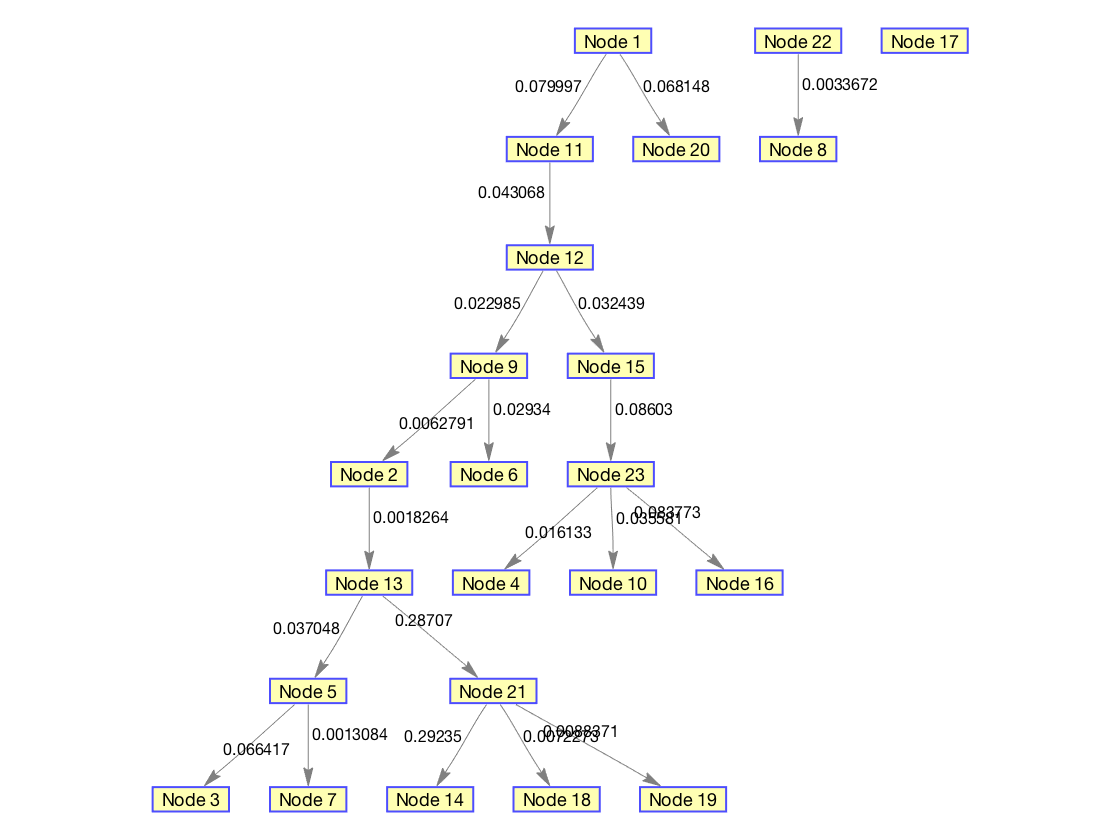 Node 1
Node 22
Node 17
0.079997
0.068148
0.0033672
Node 11
Node 20
Node 8
0.043068
Node 12
0.022985
0.032439
Node 9
Node 15
0.0062791
0.02934
0.08603
Node 2
Node 6
Node 23
0.0018264
0.016133
0.035581
0.083773
Node 13
Node 4
Node 10
Node 16
0.037048
0.28707
Node 5
Node 21
0.066417
0.0013084
0.29235
0.0072273
0.0088371
Node 3
Node 7
Node 14
Node 18
Node 19